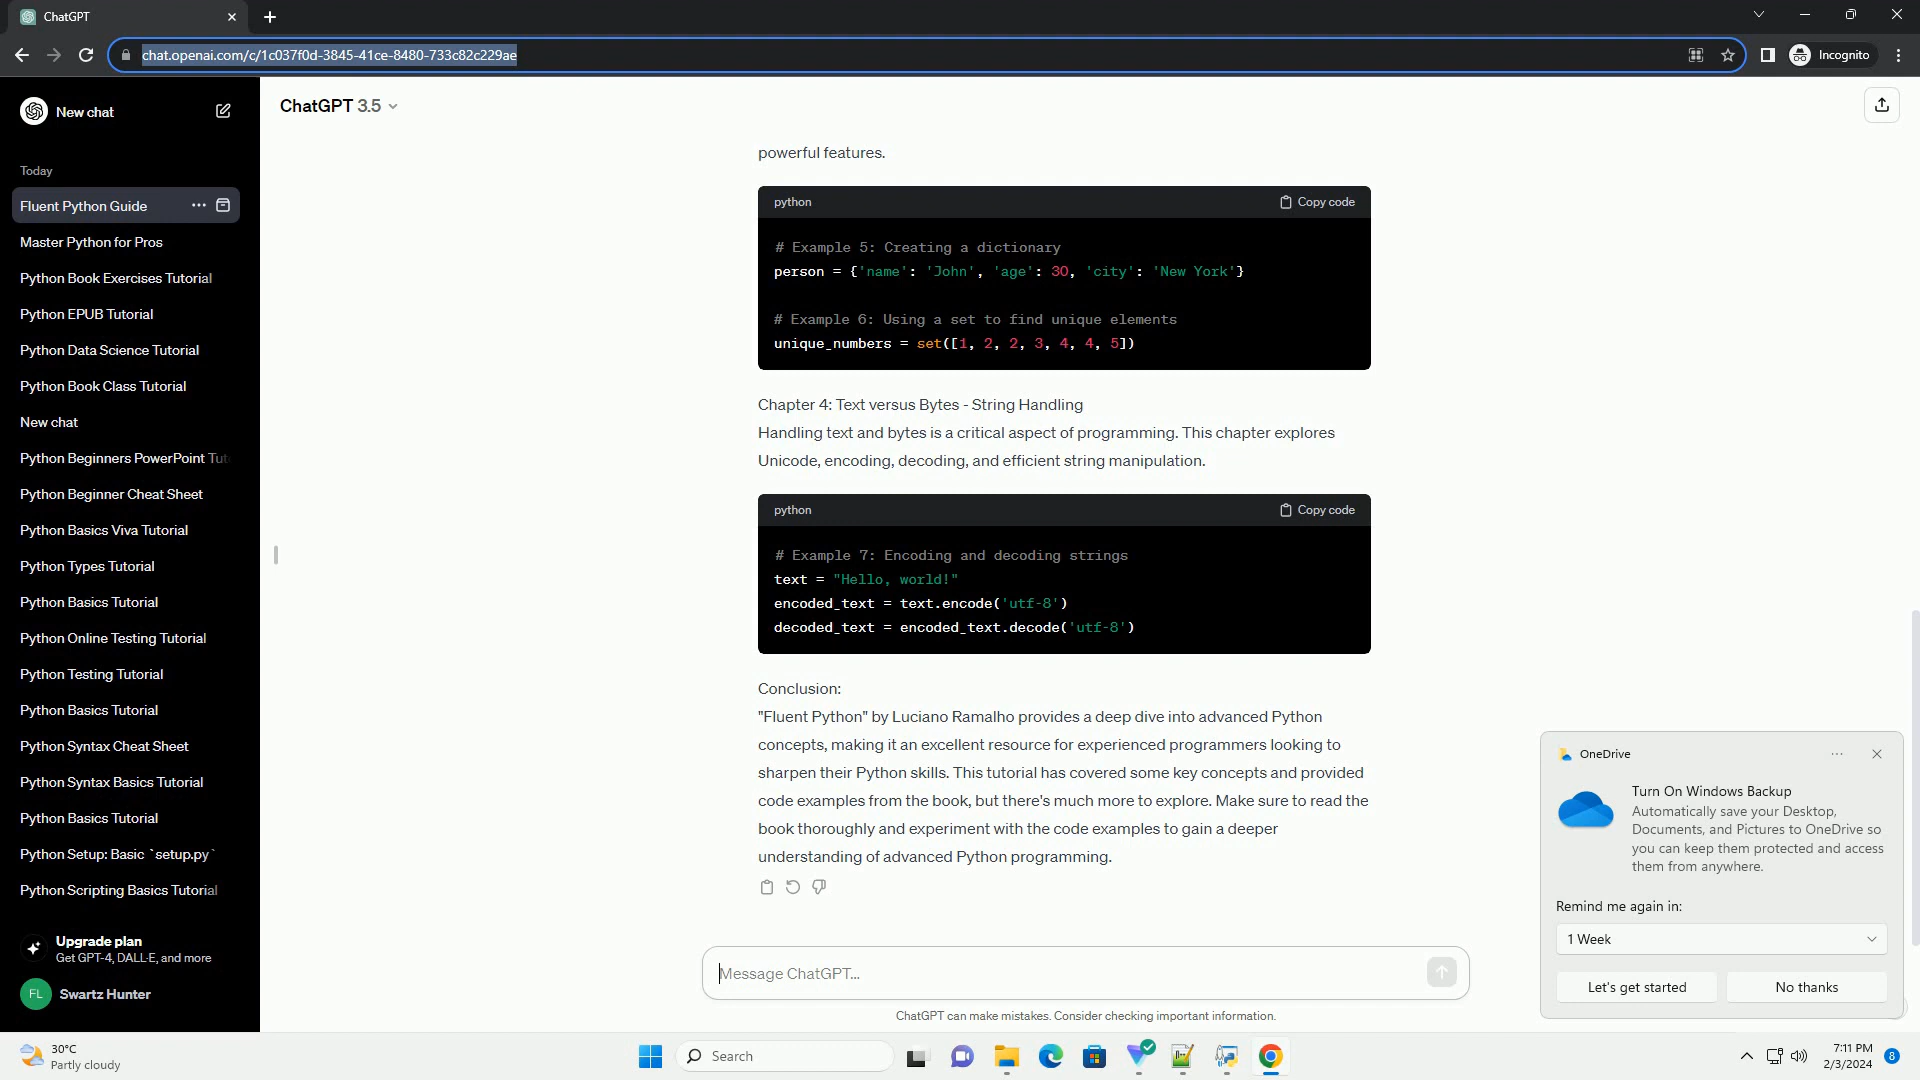 ChatGPT
chat.openai.com/c/1c037f0d-3845-41ce-8480-733c82c229ae
Incognito
New chat
Today
Fluent Python Guide
Master Python for Pros
Python Book Exercises Tutorial
Python EPUB Tutorial
Python Data Science Tutorial
Python Book Class Tutorial
New chat
Python Beginners PowerPoint Tut
Python Beginner Cheat Sheet
Python Basics Viva Tutorial
Python Types Tutorial
Python Basics Tutorial
Python Online Testing Tutorial
Python Testing Tutorial
Python Basics Tutorial
Python Syntax Cheat Sheet
Python Syntax Basics Tutorial
Python Basics Tutorial
Python Setup: Basic `setup.py`
Python Scripting Basics Tutorial
Upgrade plan
Get GPT-4, DALL·E, and more
FL Swartz Hunter
ChatGPT 3.5
powerful features.
python Copy code
# Example 5: Creating a dictionary
person = {'name': 'John', 'age': 30, 'city': 'New York'}
# Example 6: Using a set to find unique elements
unique_numbers = set([1, 2, 2, 3, 4, 4, 5])
Chapter 4: Text versus Bytes - String Handling
Handling text and bytes is a critical aspect of programming. This chapter explores
Unicode, encoding, decoding, and efficient string manipulation.
python Copy code
# Example 7: Encoding and decoding strings
text = "Hello, world!"
encoded_text = text.encode('utf-8')
decoded_text = encoded_text.decode('utf-8')
Conclusion:
"Fluent Python" by Luciano Ramalho provides a deep dive into advanced Python
concepts, making it an excellent resource for experienced programmers looking to
sharpen their Python skills. This tutorial has covered some key concepts and provided
code examples from the book, but there's much more to explore. Make sure to read the
book thoroughly and experiment with the code examples to gain a deeper
understanding of advanced Python programming.
Message ChatGPT...
ChatGPT can make mistakes. Consider checking important information.
OneDrive
Turn On Windows Backup
Automatically save your Desktop,
Documents, and Pictures to OneDrive so
you can keep them protected and access
them from anywhere.
Remind me again in:
1 Week
Let's get started
No thanks
30°C
Partly cloudy
Search
7:11 PM
2/3/2024
8